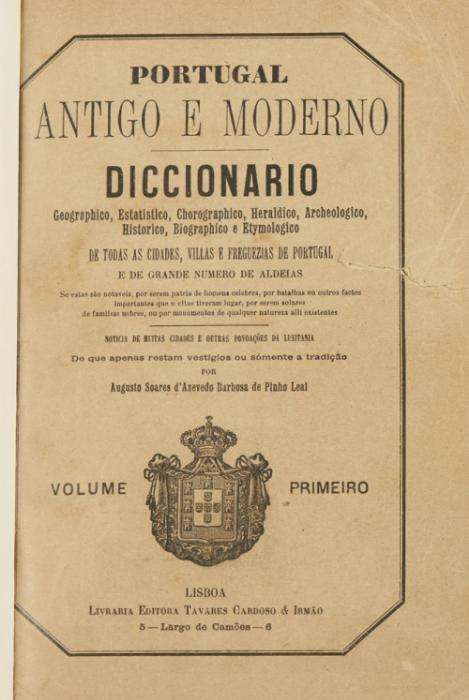 PORTUGAL
ANTIGO E MODERNO
DICCIONARIO
Geographico, Estatistico, Chorographico, Heraldico, Archeologico,
Historico, Biographico e Etymologico
DE TODAS AS CIDADES, VILLAS E FREGUEZIAS DE PORTUGAL
E DE GRANDE NUMERO DE ALDEIAS
Se estas são notaveis, por serem patria de homens celebres, por batalhas ou outros factos
importantes que n'ellas tiveram logar, por serem solares
de familias nobres, ou por monumentos de qualquer natureza alli existentes
NOTICIA DE MUITAS CIDADES E OUTRAS POVOAÇÕES DA LUSITANIA
De que apenas restam vestigios ou sómente a tradição
POR
Augusto Soares d'Azevedo Barbosa de Pinho Leal
VOLUME PRIMEIRO
LISBOA
LIVRARIA EDITORA TAVARES CARDOSO & IRMÃO
5 — Largo de Camões — 6